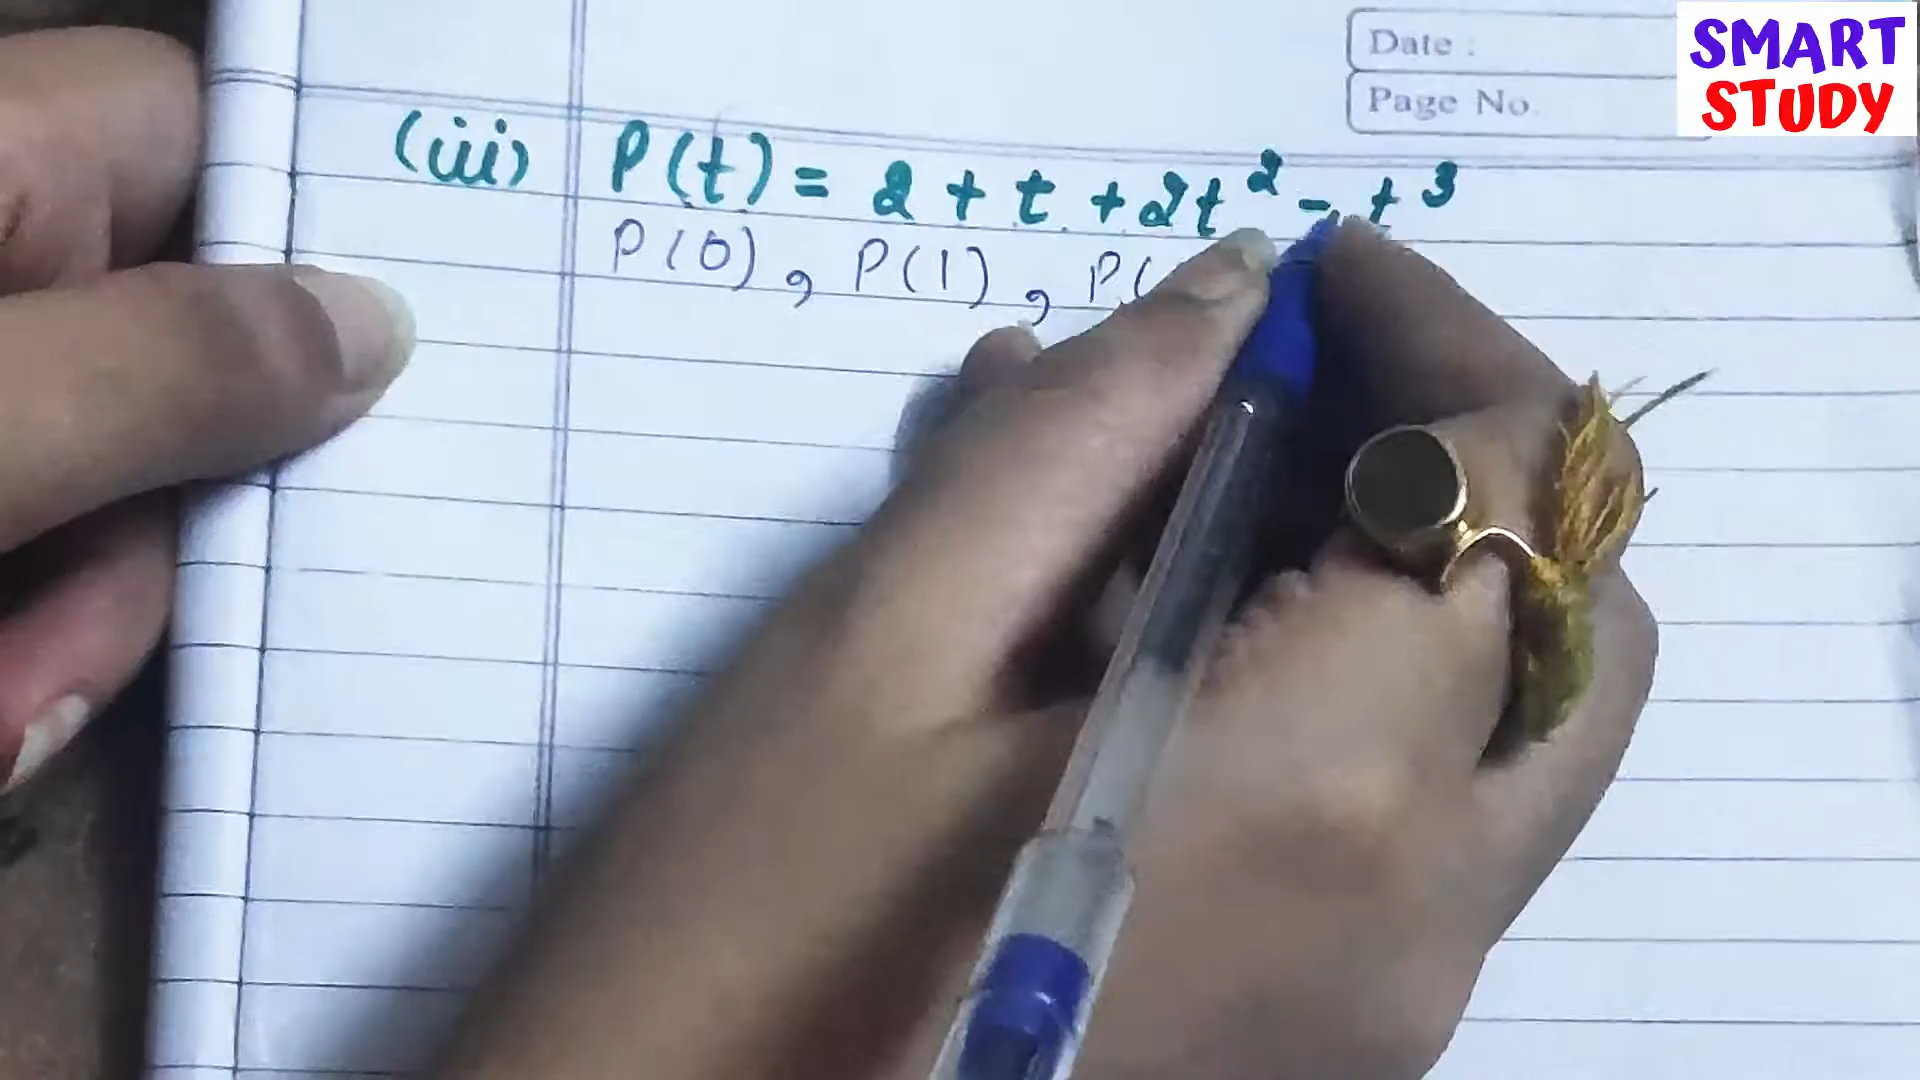 Date :
Page No.
SMART
STUDY
(iii) P(t) = 2 + t + 2t² - t³
P(0), P(1), P(